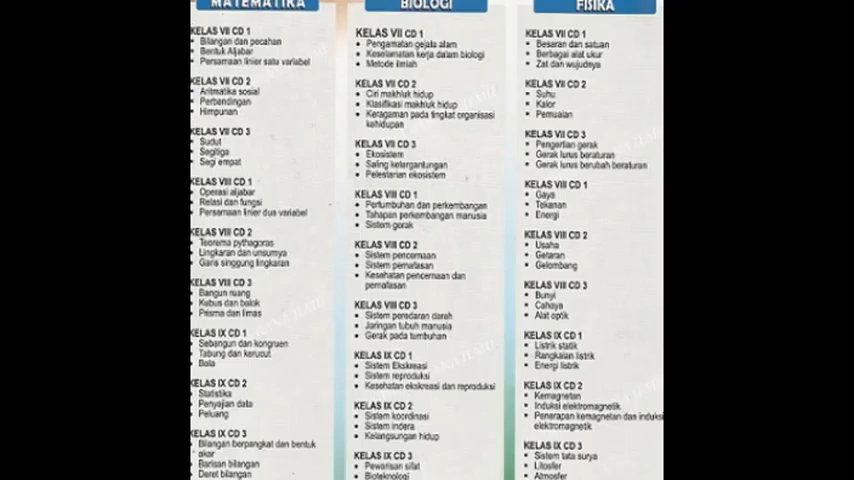 MATEMATIKA
KELAS VII CD 1
Bilangan dan pecahan
Bentuk Aljabar
Persamaan linier satu variabel
KELAS VII CD 2
Aritmatika sosial
Perbandingan
Himpunan
KELAS VII CD 3
Sudut
Segitiga
Segi empat
KELAS VIII CD 1
Operasi aljabar
Relasi dan fungsi
Persamaan linier dua variabel
KELAS VIII CD 2
Teorema pythagoras
Lingkaran dan unsurnya
Garis singgung lingkaran
KELAS VIII CD 3
Bangun ruang
Kubus dan balok
Prisma dan limas
KELAS IX CD 1
Sebangun dan kongruen
Tabung dan kerucut
Bola
KELAS IX CD 2
Statistika
Penyajian data
Peluang
KELAS IX CD 3
Bilangan berpangkat dan bentuk
akar
Barisan bilangan
Deret bilangan
BIOLOGI
KELAS VII CD 1
Pengamatan gejala alam
Keselamatan kerja dalam biologi
Metode ilmiah
KELAS VII CD 2
Ciri makhluk hidup
Klasifikasi makhluk hidup
Keragaman pada tingkat organisasi
kehidupan
KELAS VII CD 3
Ekosistem
Saling ketergantungan
Pelestarian ekosistem
KELAS VIII CD 1
Pertumbuhan dan perkembangan
Tahapan perkembangan manusia
Sistem gerak
KELAS VIII CD 2
Sistem pencernaan
Sistem pernafasan
Kesehatan pencernaan dan
pernafasan
KELAS VIII CD 3
Sistem peredaran darah
Jaringan tubuh manusia
Gerak pada tumbuhan
KELAS IX CD 1
Sistem Ekskreasi
Sistem reproduksi
Kesehatan ekskreasi dan reproduksi
KELAS IX CD 2
Sistem koordinasi
Sistem indera
Kelangsungan hidup
KELAS IX CD 3
Pewarisan sifat
Bioteknologi
FISIKA
KELAS VII CD 1
Besaran dan satuan
Berbagai alat ukur
Zat dan wujudnya
KELAS VII CD 2
Suhu
Kalor
Pemuaian
KELAS VII CD 3
Pengertian gerak
Gerak lurus beraturan
Gerak lurus berubah beraturan
KELAS VIII CD 1
Gaya
Tekanan
Energi
KELAS VIII CD 2
Usaha
Getaran
Gelombang
KELAS VIII CD 3
Bunyi
Cahaya
Alat optik
KELAS IX CD 1
Listrik statik
Rangkaian listrik
Energi listrik
KELAS IX CD 2
Kemagnetan
Induksi elektromagnetik
Penerapan kemagnetan dan induksi
elektromagnetik
KELAS IX CD 3
Sistem tata surya
Litosfer
Atmosfer